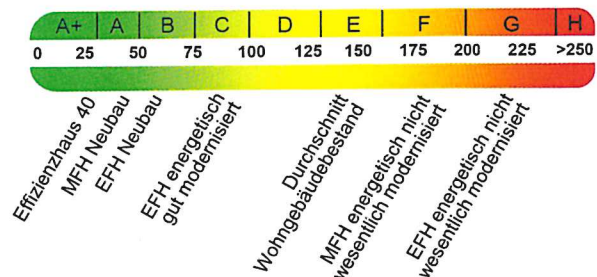 A+ A B C D E F G H
0 25 50 75 100 125 150 175 200 225 >250
Effizienzhaus 40
MFH Neubau
EFH Neubau
EFH energetisch
gut modernisiert
Durchschnitt
Wohngebäudebestand
MFH energetisch nicht
wesentlich modernisiert
EFH energetisch nicht
wesentlich modernisiert